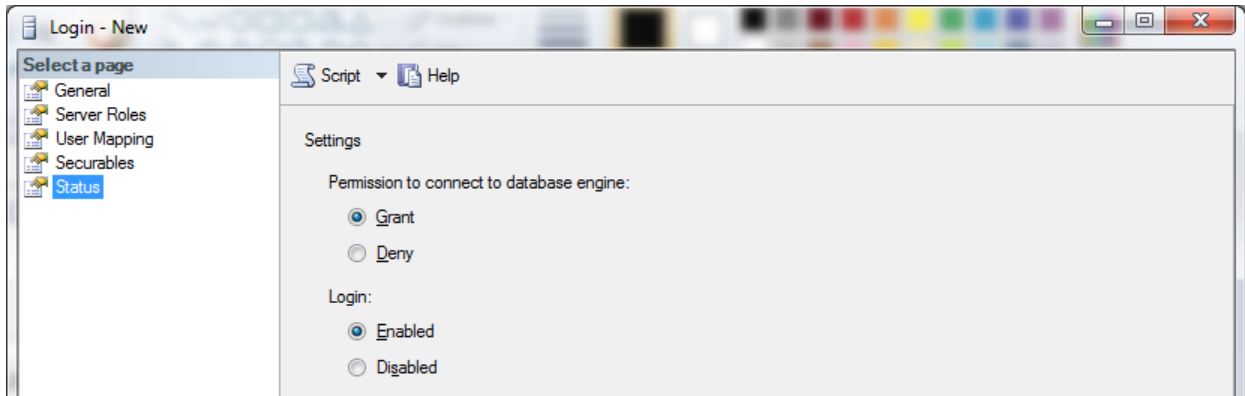 Login - New
Select a page
General
Server Roles
User Mapping
Securables
Status
Script Help
Settings
Permission to connect to database engine:
Grant
Deny
Login:
Enabled
Disabled